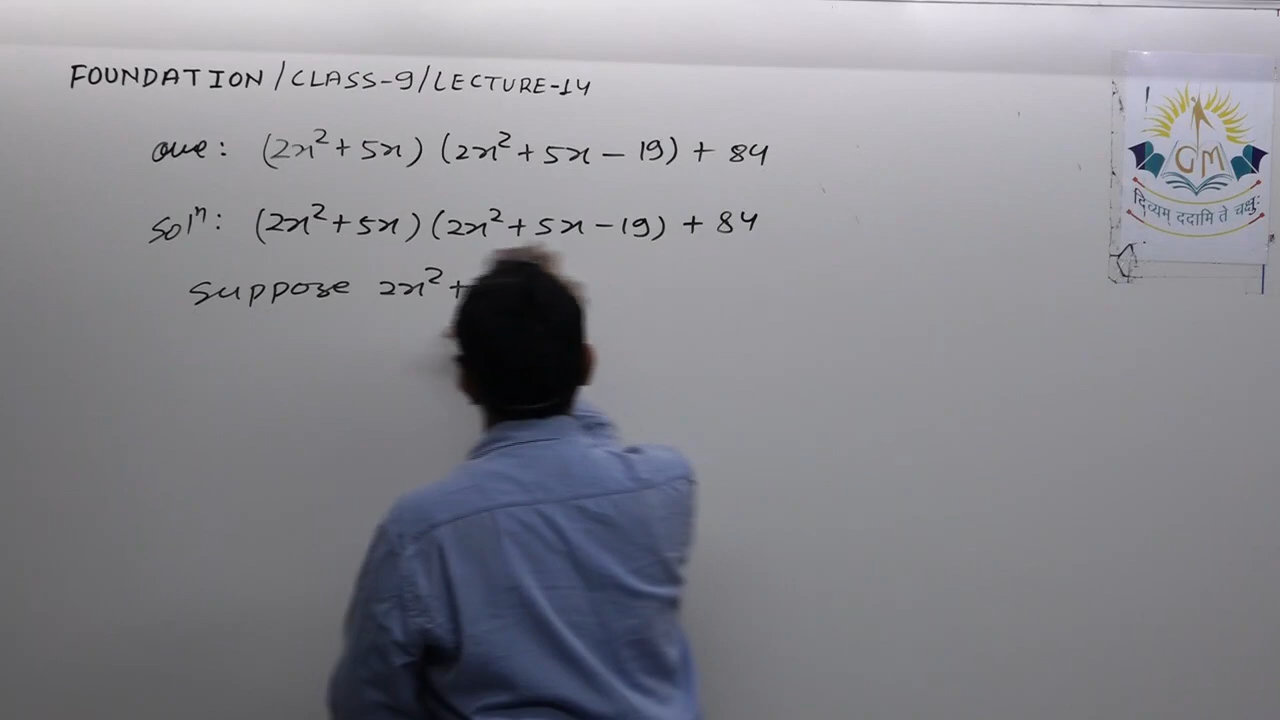 FOUNDATION/CLASS-9/LECTURE-14
Que: (2x²+5x) (2x²+5x-19) + 84
Solⁿ: (2x²+5x)(2x²+5x-19) + 84
Suppose 2x²+
GM
दिव्यम् ददामि ते चक्षुः